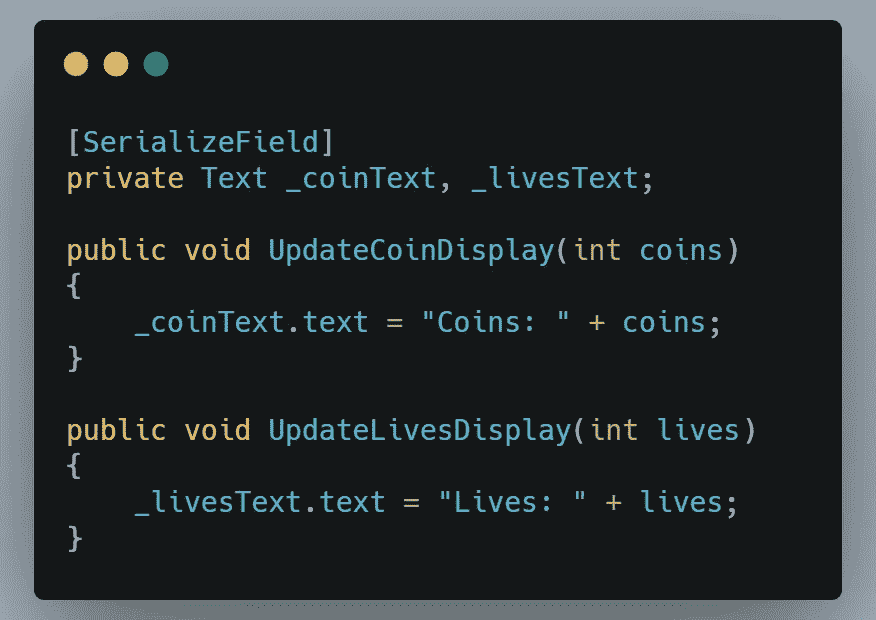 [SerializeField]
private Text _coinText, _livesText;
public void UpdateCoinDisplay(int coins)
{
    _coinText.text = "Coins: " + coins;
}
public void UpdateLivesDisplay(int lives)
{
    _livesText.text = "Lives: " + lives;
}